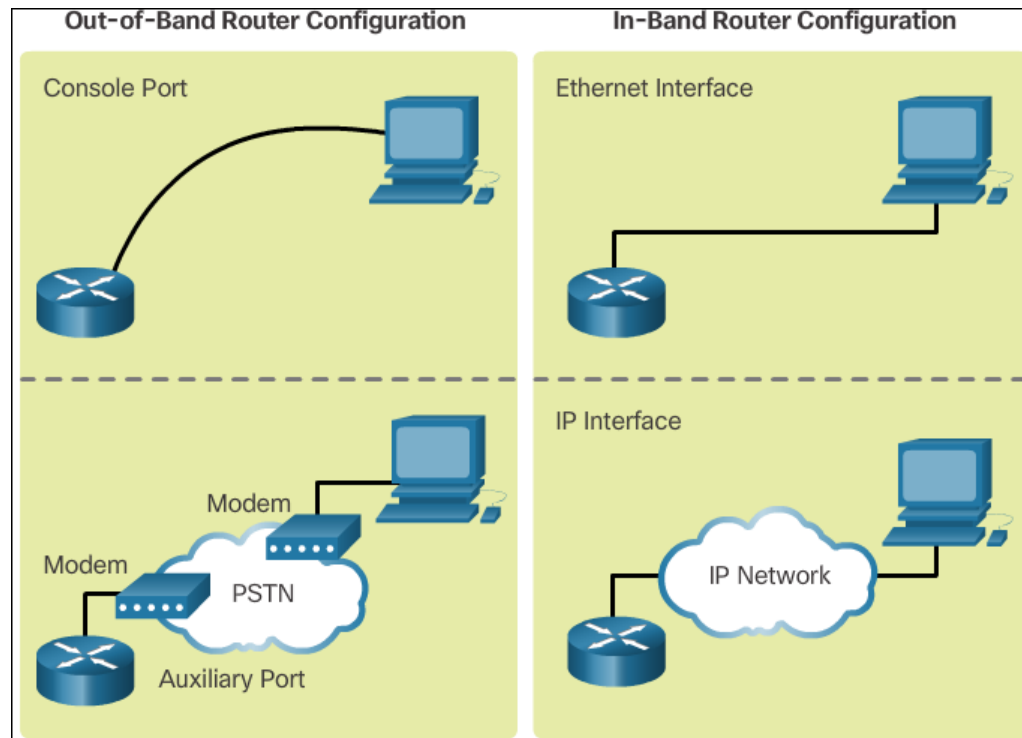 Out-of-Band Router Configuration
Console Port
Modem
Modem
PSTN
Auxiliary Port
In-Band Router Configuration
Ethernet Interface
IP Interface
IP Network